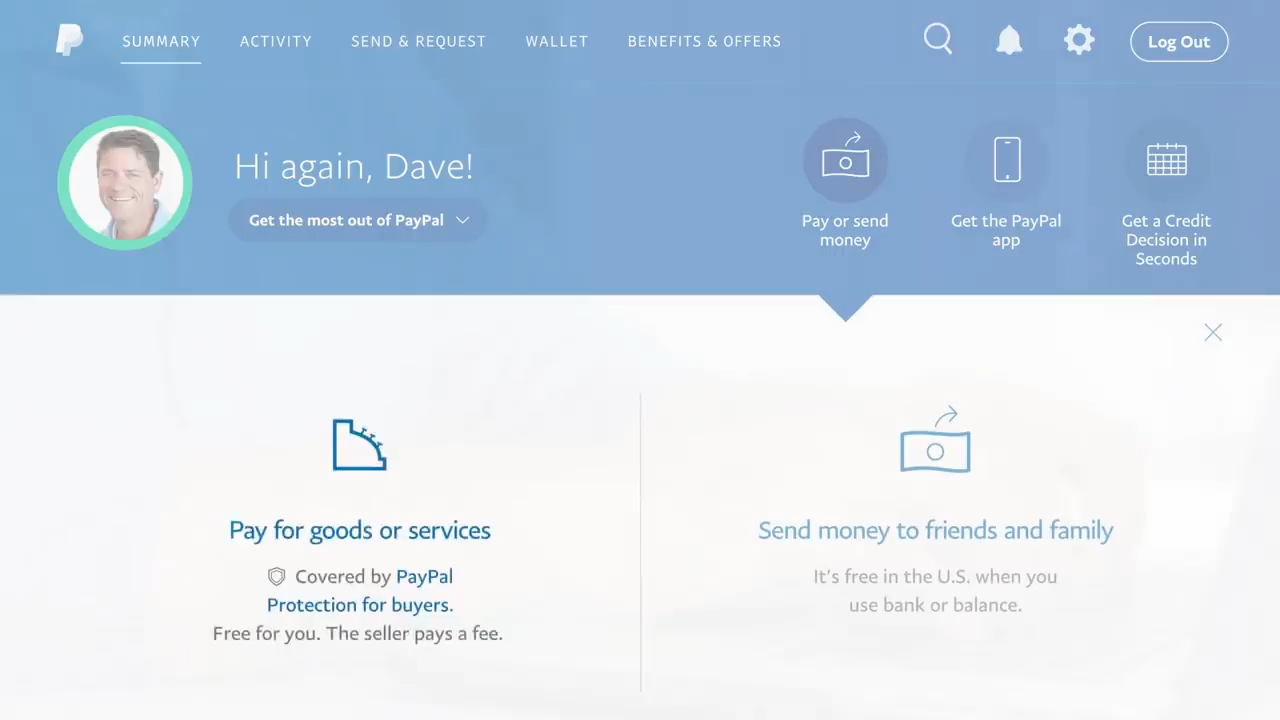 SUMMARY ACTIVITY SEND & REQUEST WALLET BENEFITS & OFFERS Log Out
Hi again, Dave!
Get the most out of PayPal
Pay or send
money
Get the PayPal
app
Get a Credit
Decision in
Seconds
Pay for goods or services
Covered by PayPal
Protection for buyers.
Free for you. The seller pays a fee.
Send money to friends and family
It's free in the U.S. when you
use bank or balance.